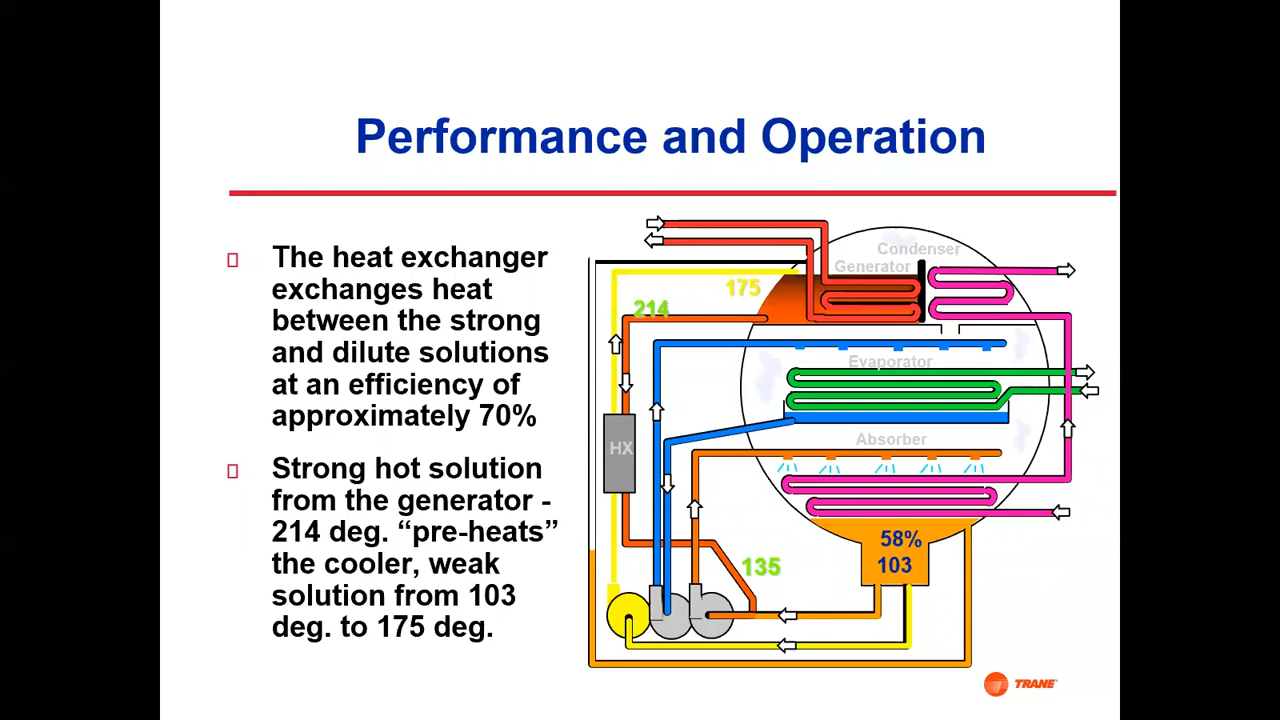 Performance and Operation
The heat exchanger
exchanges heat
between the strong
and dilute solutions
at an efficiency of
approximately 70%
Strong hot solution
from the generator -
214 deg. “pre-heats”
the cooler, weak
solution from 103
deg. to 175 deg.
Condenser
Generator
175
214
Evaporator
Absorber
HX
58%
103
135
TRANE